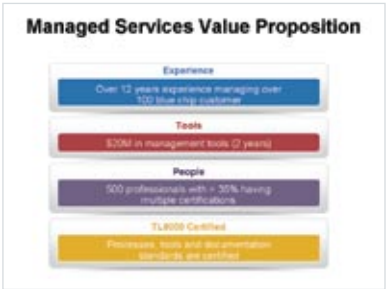 Managed Services Value Proposition
Experience
Over 12 years experience managing over
100 blue chip customer
Tools
$20M in management tools (2 years)
People
500 professionals with > 35% having
multiple certifications
TL9000 Certified
Processes, tools and documentation
standards are certified